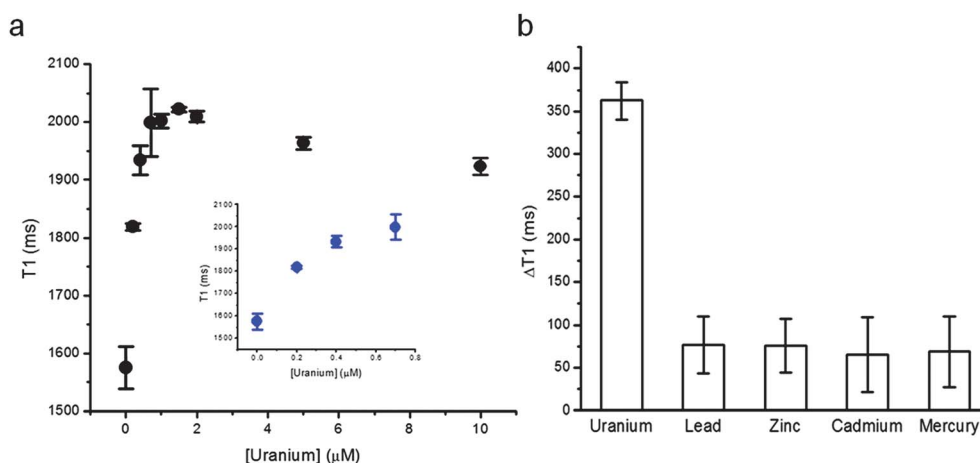 a
T1 (ms)
2100
2000
1900
1800
1700
1600
1500
0 2 4 6 8 10
[Uranium] (μM)
T1 (ms)
2100
2000
1900
1800
1700
1600
1500
0.0 0.2 0.4 0.6 0.8
[Uranium] (μM)
b
ΔT1 (ms)
400
350
300
250
200
150
100
50
0
Uranium Lead Zinc Cadmium Mercury